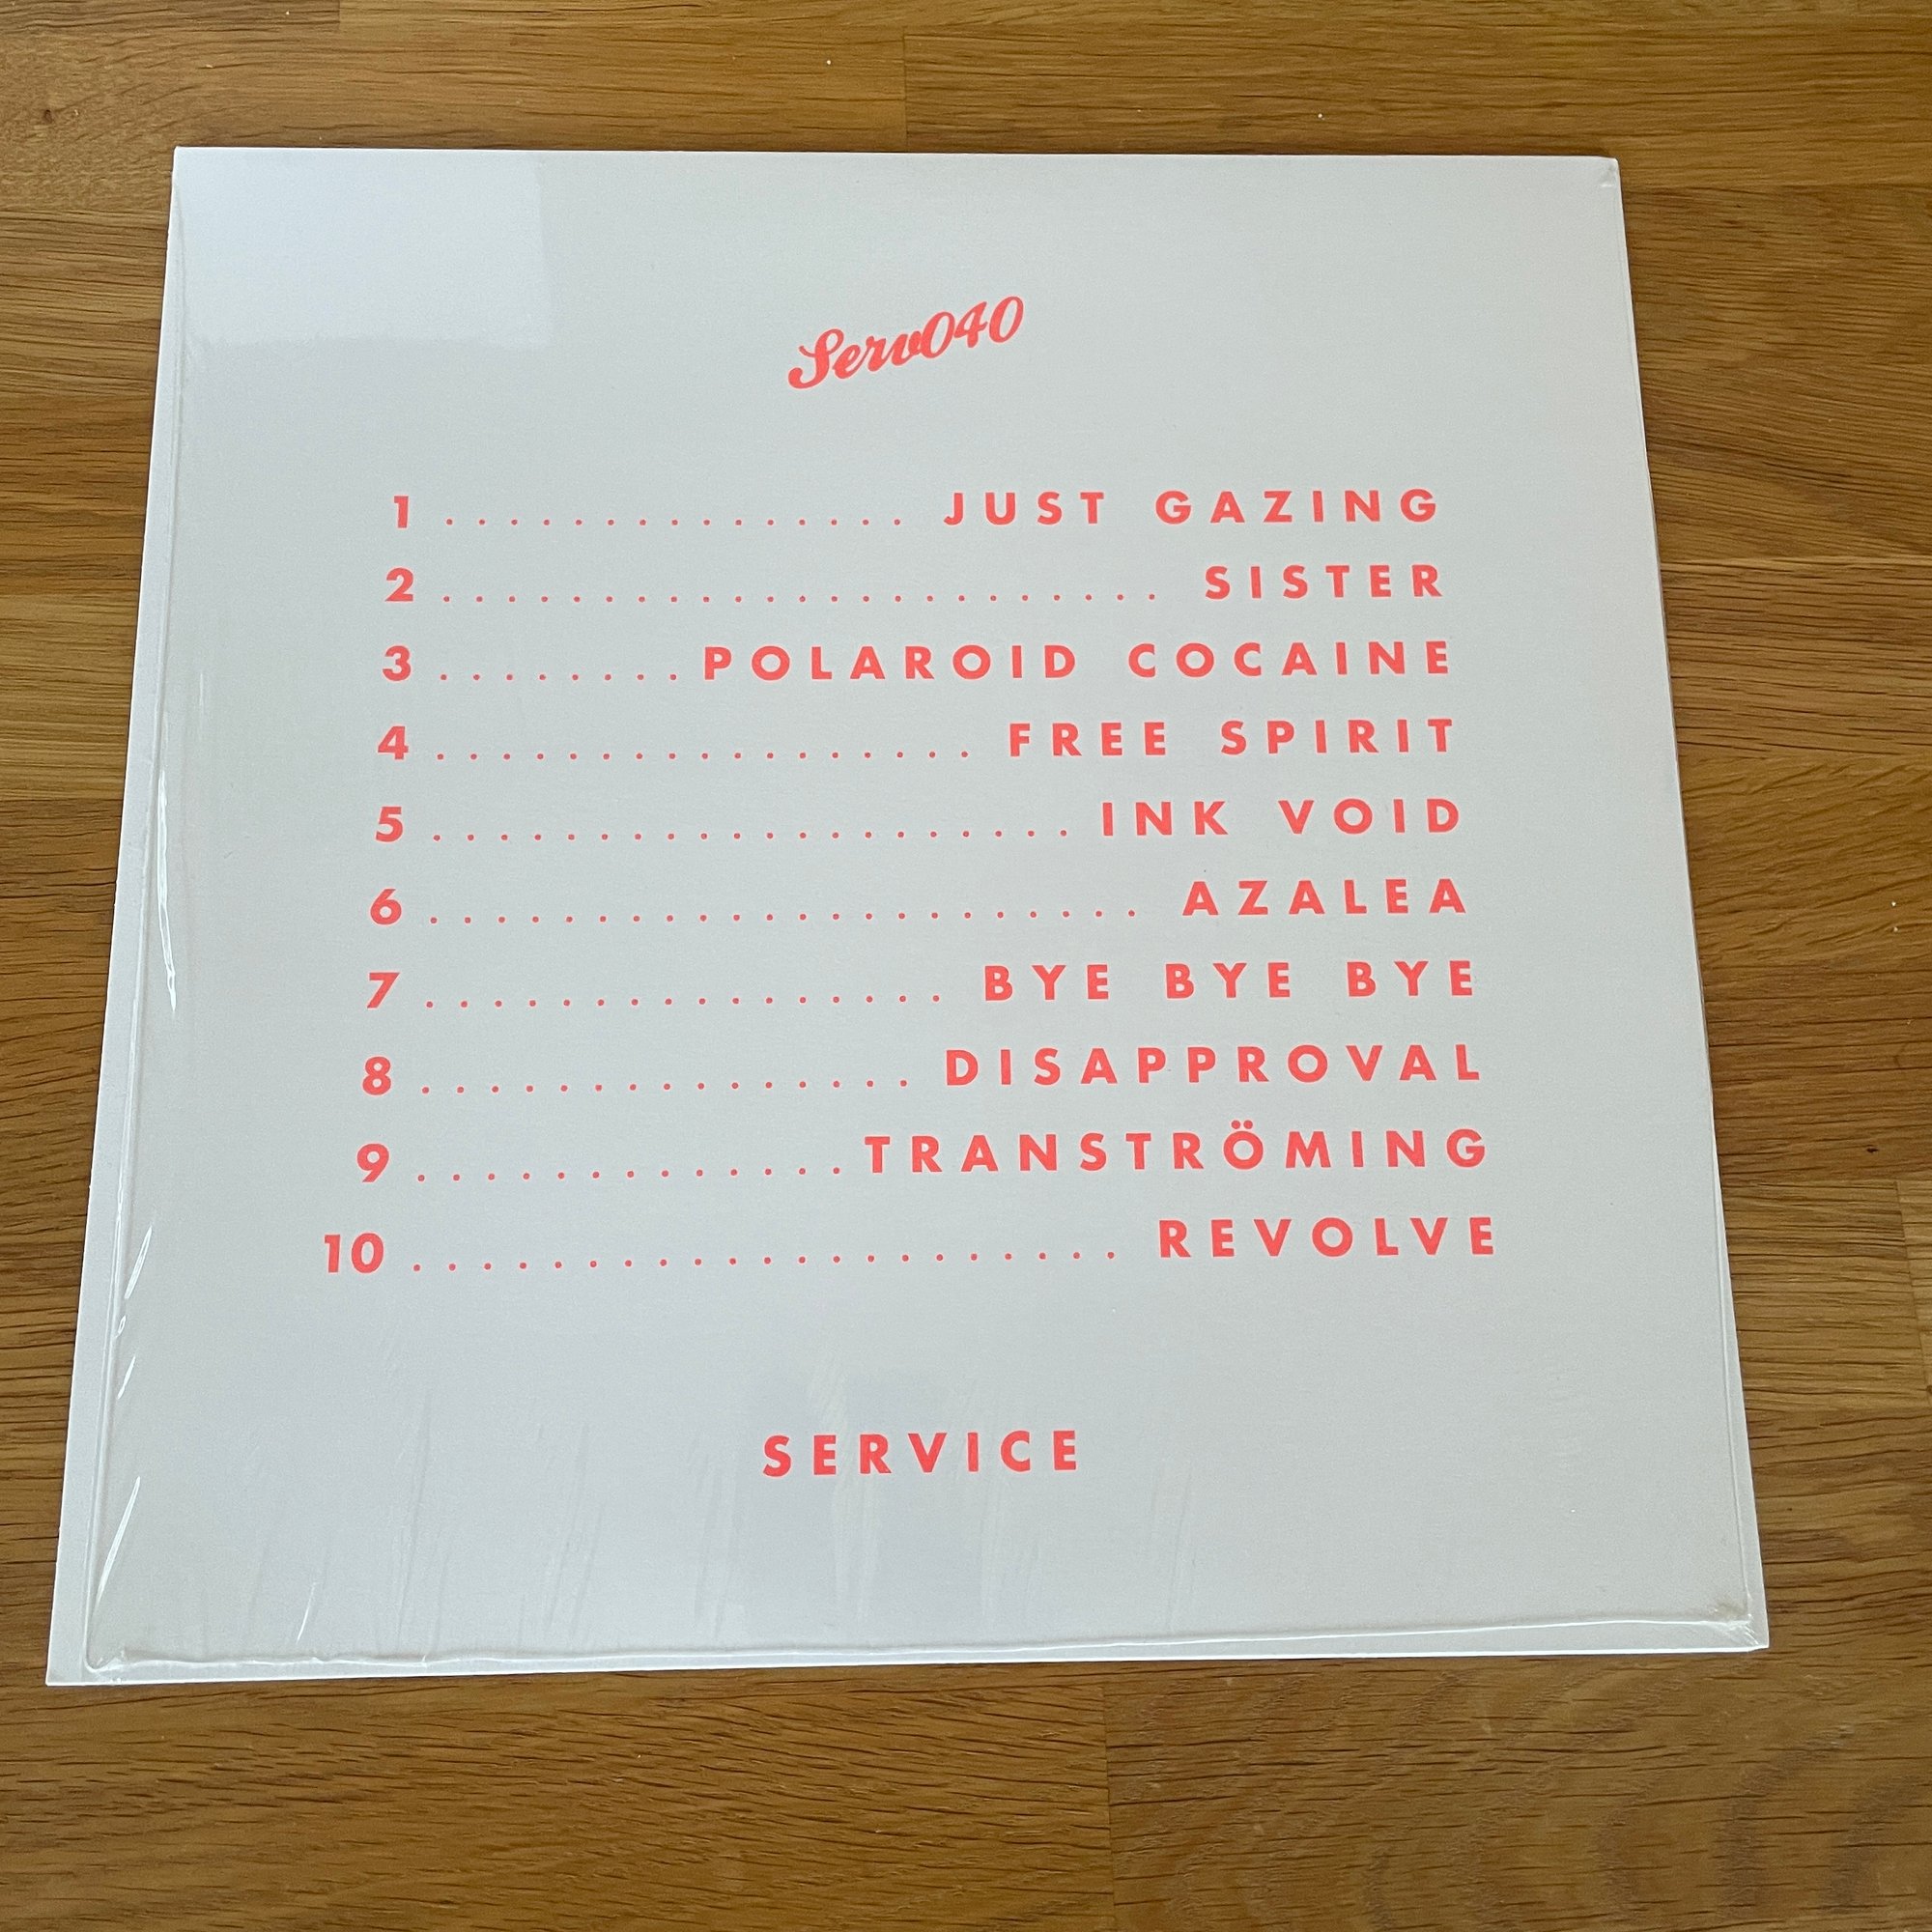 Serv040
1 . . . . . . . . . . . . . . . JUST GAZING
2 . . . . . . . . . . . . . . . . . . . . . . . SISTER
3 . . . . . . . . POLAROID COCAINE
4 . . . . . . . . . . . . . . . . . FREE SPIRIT
5 . . . . . . . . . . . . . . . . . . . . INK VOID
6 . . . . . . . . . . . . . . . . . . . . . . AZALEA
7 . . . . . . . . . . . . . . . . BYE BYE BYE
8 . . . . . . . . . . . . . . . DISAPPROVAL
9 . . . . . . . . . . . . . TRANSTRÖMING
10 . . . . . . . . . . . . . . . . . . . . REVOLVE
SERVICE